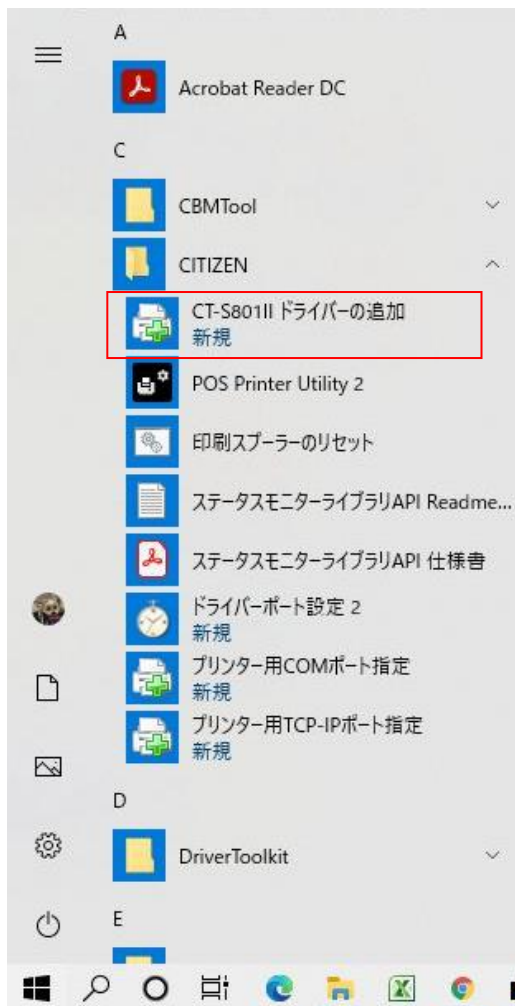 A
Acrobat Reader DC
C
CBMTool
CITIZEN
CT-S801II ドライバーの追加
新規
POS Printer Utility 2
印刷スプーラーのリセット
ステータスモニターライブラリAPI Readme...
ステータスモニターライブラリAPI 仕様書
ドライバーポート設定 2
新規
プリンター用COMポート指定
新規
プリンター用TCP-IPポート指定
新規
D
DriverToolkit
E